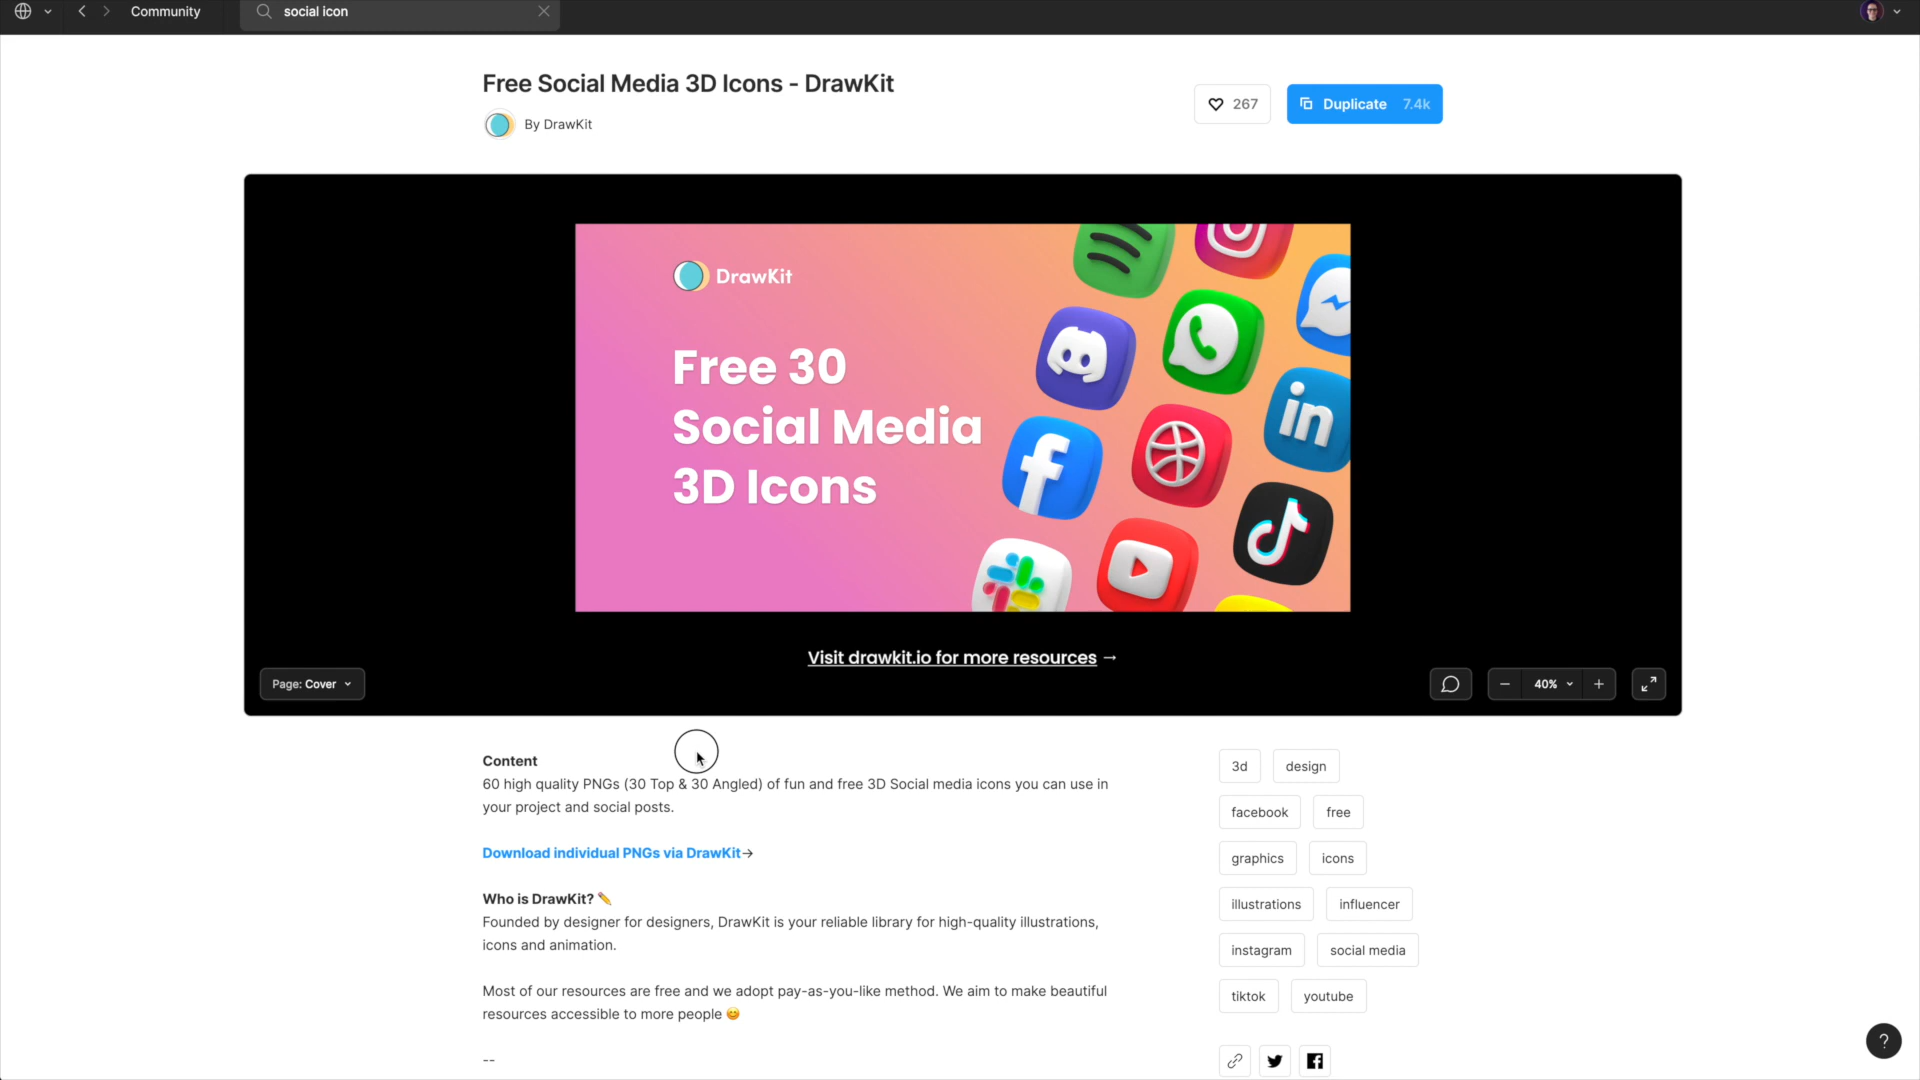 Community
social icon
Free Social Media 3D Icons - DrawKit
By DrawKit
267
Duplicate 7.4k
DrawKit
Free 30
Social Media
3D Icons
in
Visit drawkit.io for more resources →
Page: Cover
40%
Content
60 high quality PNGs (30 Top & 30 Angled) of fun and free 3D Social media icons you can use in
your project and social posts.
Download individual PNGs via DrawKit→
Who is DrawKit? ✏️
Founded by designer for designers, DrawKit is your reliable library for high-quality illustrations,
icons and animation.
Most of our resources are free and we adopt pay-as-you-like method. We aim to make beautiful
resources accessible to more people 😊
--
3d design
facebook free
graphics icons
illustrations influencer
instagram social media
tiktok youtube
?